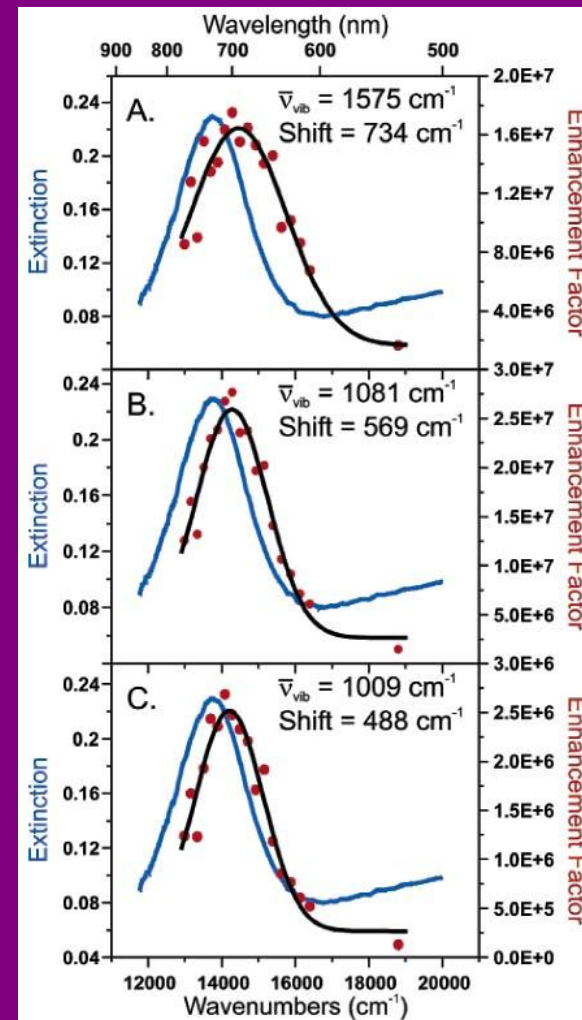 Wavelength (nm)
900 800 700 600 500
A.
ν̄vib = 1575 cm⁻¹
Shift = 734 cm⁻¹
0.24
0.2
0.16
0.12
0.08
Extinction
2.0E+7
1.6E+7
1.2E+7
8.0E+6
4.0E+6
Enhancement Factor
B.
ν̄vib = 1081 cm⁻¹
Shift = 569 cm⁻¹
0.24
0.2
0.16
0.12
0.08
Extinction
3.0E+7
2.5E+7
2.0E+7
1.5E+7
1.0E+7
5.0E+6
Enhancement Factor
C.
ν̄vib = 1009 cm⁻¹
Shift = 488 cm⁻¹
0.24
0.2
0.16
0.12
0.08
0.04
Extinction
3.0E+6
2.5E+6
2.0E+6
1.5E+6
1.0E+6
5.0E+5
0.0E+0
Enhancement Factor
12000 14000 16000 18000 20000
Wavenumbers (cm⁻¹)